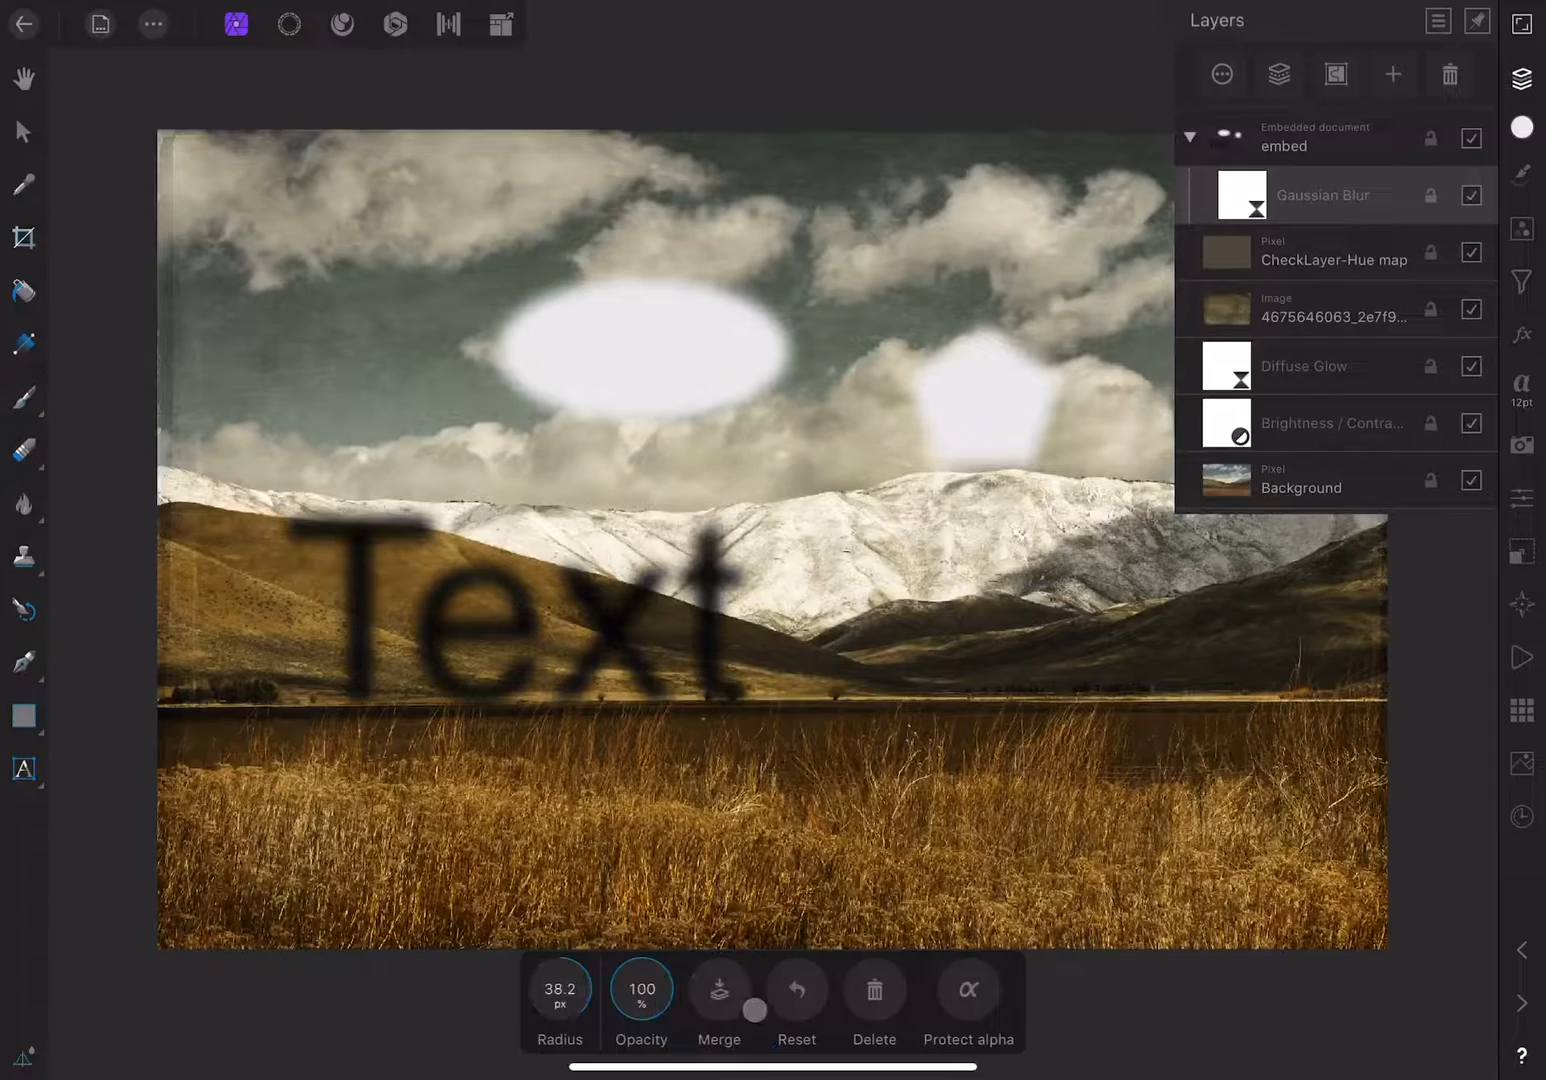 Layers
Embedded document
embed
Gaussian Blur
Pixel
CheckLayer-Hue map
Image
4675646063_2e7f9...
Diffuse Glow
Brightness / Contra...
Pixel
Background
a
12pt
fx
Text
A
38.2
px
100
%
α
Radius
Opacity
Merge
Reset
Delete
Protect alpha
?